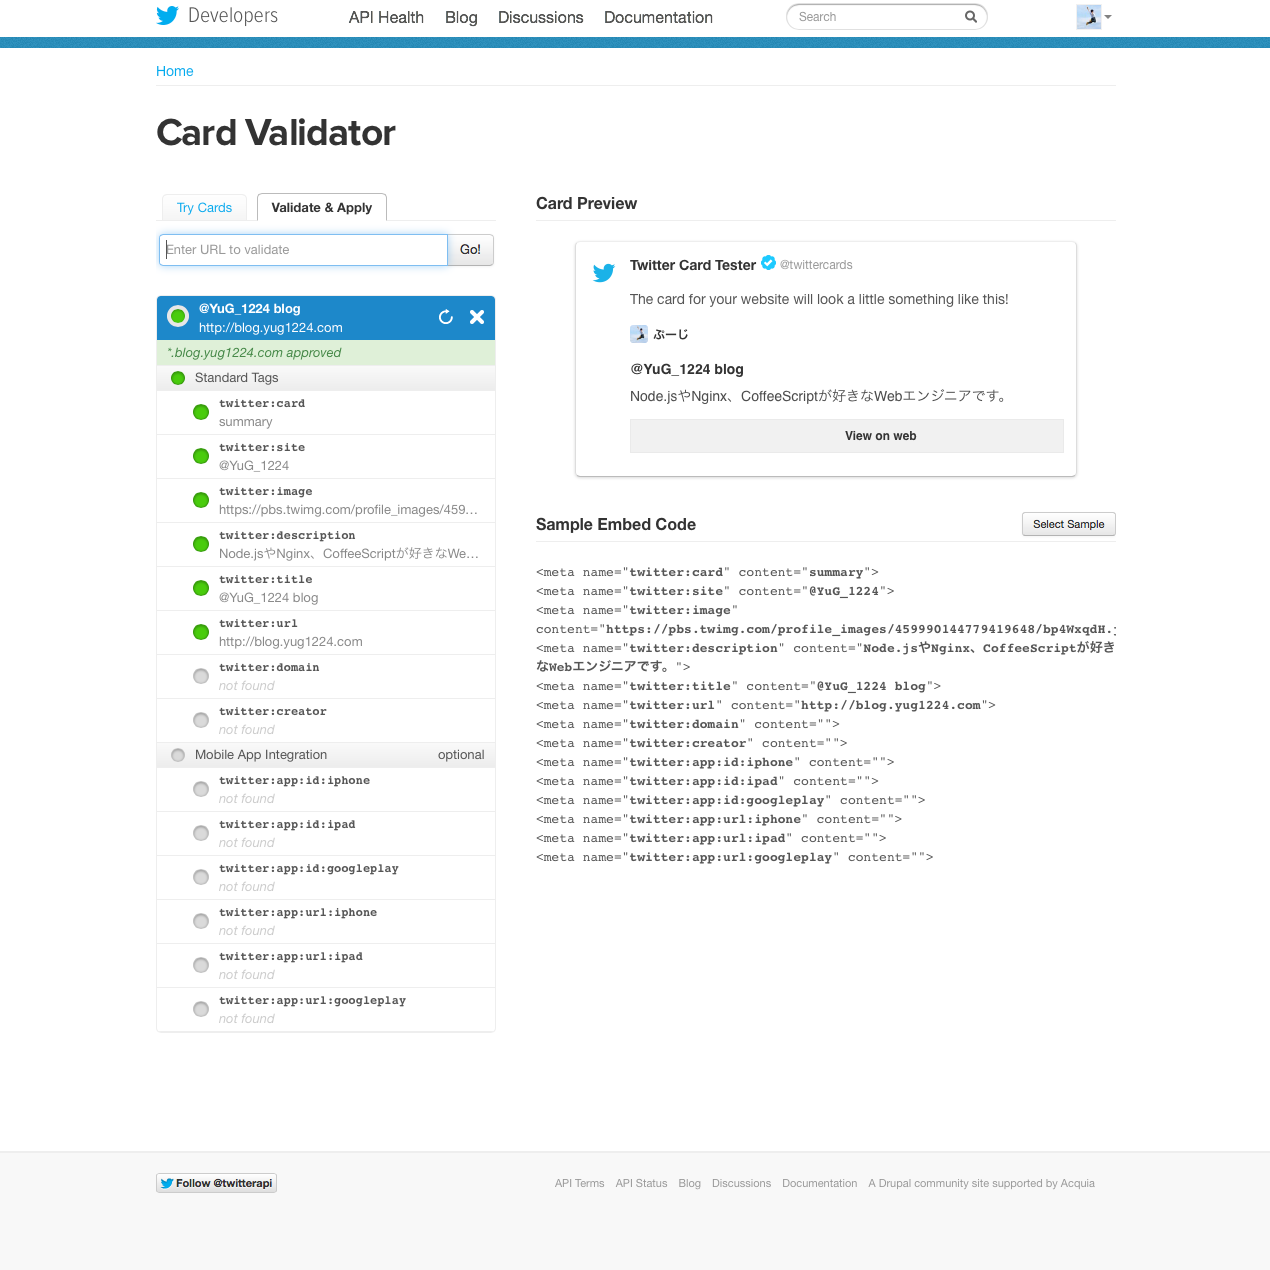 Developers
API Health Blog Discussions Documentation
Search
Home
Card Validator
Try Cards
Validate & Apply
Enter URL to validate
Go!
@YuG_1224 blog
http://blog.yug1224.com
*.blog.yug1224.com approved
Standard Tags
twitter:card
summary
twitter:site
@YuG_1224
twitter:image
https://pbs.twimg.com/profile_images/459...
twitter:description
Node.jsやNginx、CoffeeScriptが好きなWe...
twitter:title
@YuG_1224 blog
twitter:url
http://blog.yug1224.com
twitter:domain
not found
twitter:creator
not found
Mobile App Integration
optional
twitter:app:id:iphone
not found
twitter:app:id:ipad
not found
twitter:app:id:googleplay
not found
twitter:app:url:iphone
not found
twitter:app:url:ipad
not found
twitter:app:url:googleplay
not found
Card Preview
Twitter Card Tester @twittercards
The card for your website will look a little something like this!
ぷーじ
@YuG_1224 blog
Node.jsやNginx、CoffeeScriptが好きなWebエンジニアです。
View on web
Sample Embed Code
Select Sample
<meta name="twitter:card" content="summary">
<meta name="twitter:site" content="@YuG_1224">
<meta name="twitter:image"
content="https://pbs.twimg.com/profile_images/459990144779419648/bp4WxqdH.
<meta name="twitter:description" content="Node.jsやNginx、CoffeeScriptが好き
なWebエンジニアです。">
<meta name="twitter:title" content="@YuG_1224 blog">
<meta name="twitter:url" content="http://blog.yug1224.com">
<meta name="twitter:domain" content="">
<meta name="twitter:creator" content="">
<meta name="twitter:app:id:iphone" content="">
<meta name="twitter:app:id:ipad" content="">
<meta name="twitter:app:id:googleplay" content="">
<meta name="twitter:app:url:iphone" content="">
<meta name="twitter:app:url:ipad" content="">
<meta name="twitter:app:url:googleplay" content="">
Follow @twitterapi
API Terms API Status Blog Discussions Documentation A Drupal community site supported by Acquia